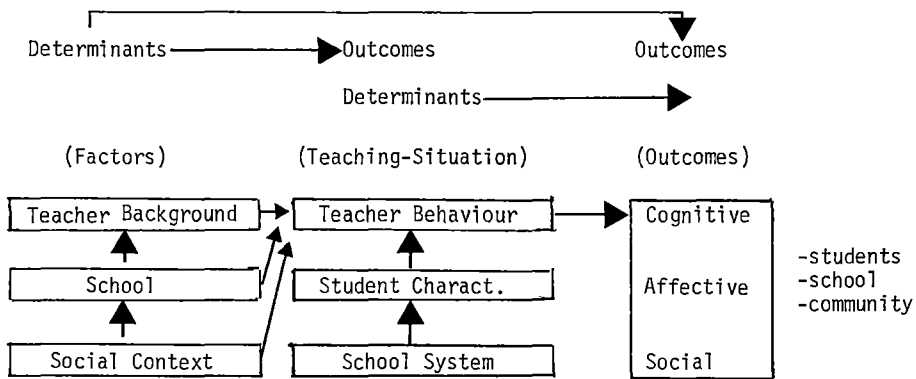 Determinants Outcomes Outcomes
Determinants
(Factors) (Teaching-Situation) (Outcomes)
Teacher Background Teacher Behaviour Cognitive
-students
School Student Charact. Affective -school
-community
Social Context School System Social